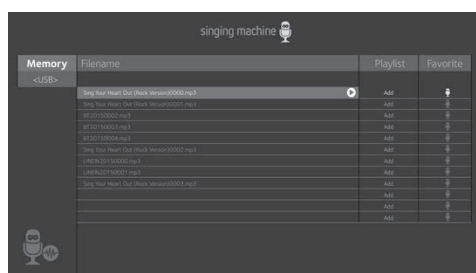 singing machine
Memory Filename Playlist Favorite
<USB>
Sing Your Heart Out (Rock Version)0000.mp3 Add
Sing Your Heart Out (Rock Version)0001.mp3 Add
BT20150002.mp3 Add
BT20150003.mp3 Add
BT20150004.mp3 Add
Sing Your Heart Out (Rock Version)0002.mp3 Add
LINEIN20150000.mp3 Add
LINEIN20150001.mp3 Add
Sing Your Heart Out (Rock Version)0003.mp3 Add
Add
Add
Add